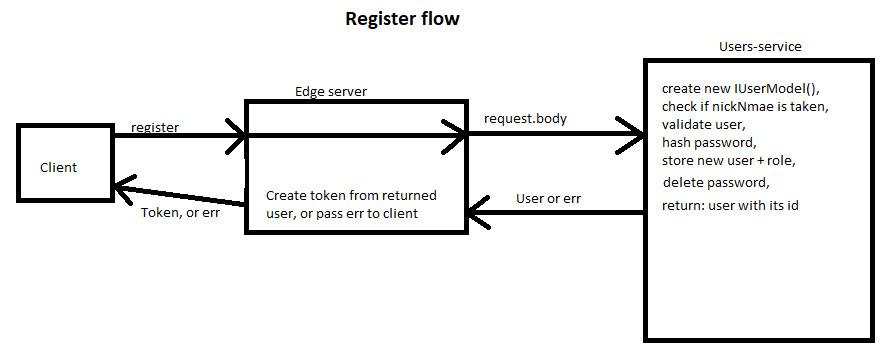 Register flow
Users-service
Edge server
create new IUserModel(),
check if nickNmae is taken,
validate user,
hash password,
store new user + role,
delete password,
return: user with its id
register
request.body
Client
Create token from returned
user, or pass err to client
User or err
Token, or err